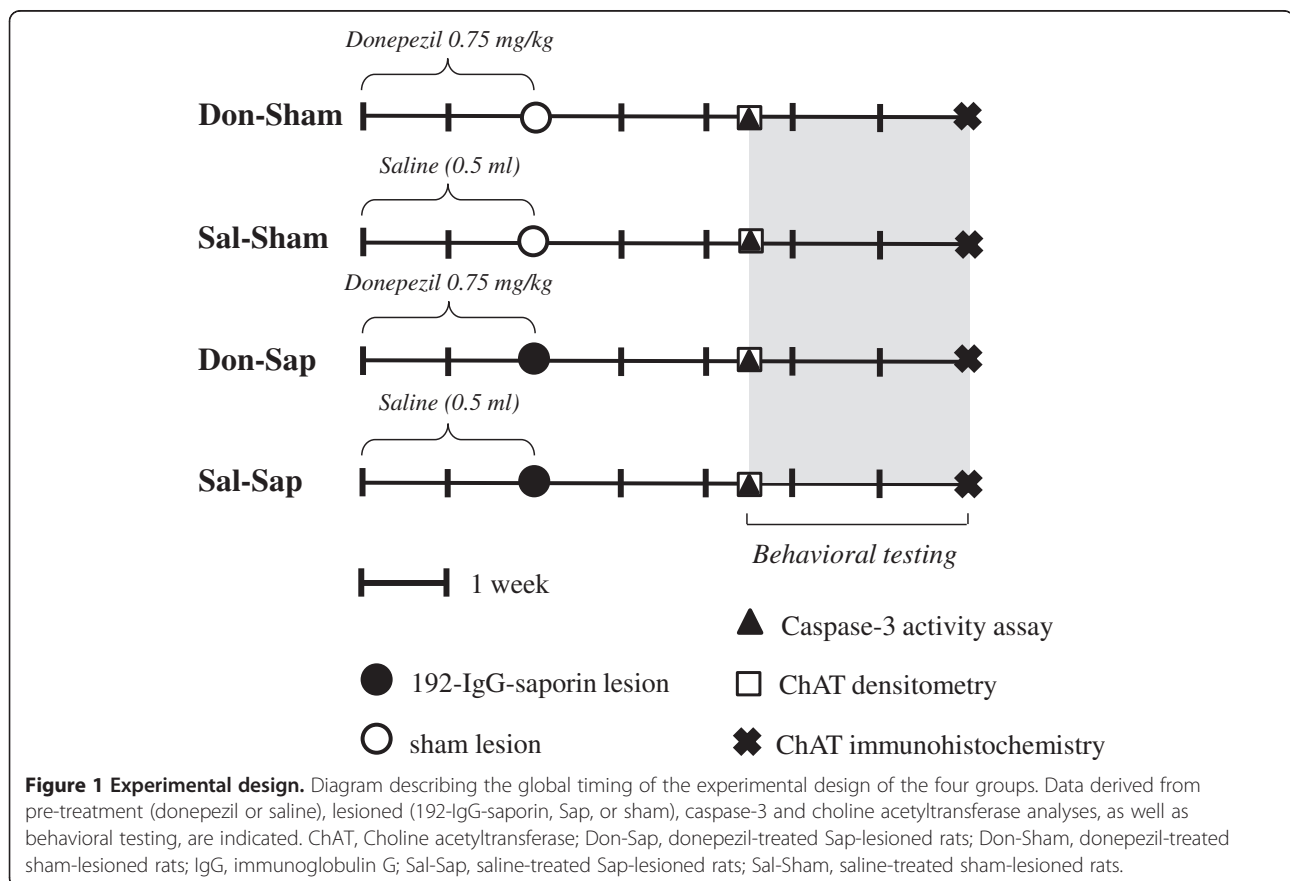 Donepezil 0.75 mg/kg
Don-Sham
Saline (0.5 ml)
Sal-Sham
Donepezil 0.75 mg/kg
Don-Sap
Saline (0.5 ml)
Sal-Sap
Behavioral testing
1 week
Caspase-3 activity assay
192-IgG-saporin lesion
ChAT densitometry
sham lesion
ChAT immunohistochemistry
Figure 1 Experimental design. Diagram describing the global timing of the experimental design of the four groups. Data derived from
pre-treatment (donepezil or saline), lesioned (192-IgG-saporin, Sap, or sham), caspase-3 and choline acetyltransferase analyses, as well as
behavioral testing, are indicated. ChAT, Choline acetyltransferase; Don-Sap, donepezil-treated Sap-lesioned rats; Don-Sham, donepezil-treated
sham-lesioned rats; IgG, immunoglobulin G; Sal-Sap, saline-treated Sap-lesioned rats; Sal-Sham, saline-treated sham-lesioned rats.